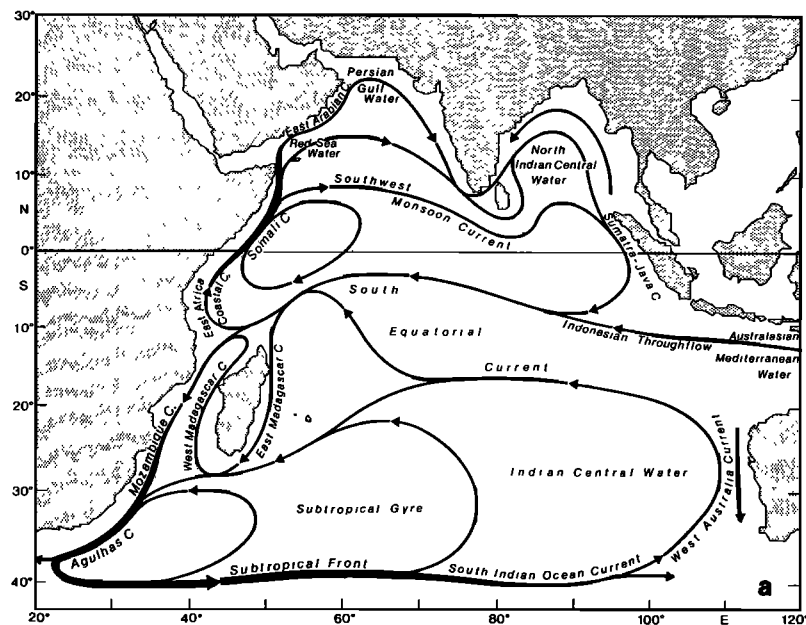 30°
20°
10°
N
0°
S
10°
20°
30°
40°
20°
40°
60°
80°
100°
E
120°
Persian
Gulf
Water
East Arabian C
Red Sea
Water
North
Indian Central
Water
Southwest
Monsoon Current
Somali C
Sumatra-Java C
East Africa
Coastal C
South
Equatorial
Current
Indonesian Throughflow
Australasian
Mediterranean
Water
West Madagascar C
East Madagascar C
Mozambique C.
Indian Central Water
West Australia Current
Subtropical Gyre
Agulhas C
Subtropical Front
South Indian Ocean Current
a